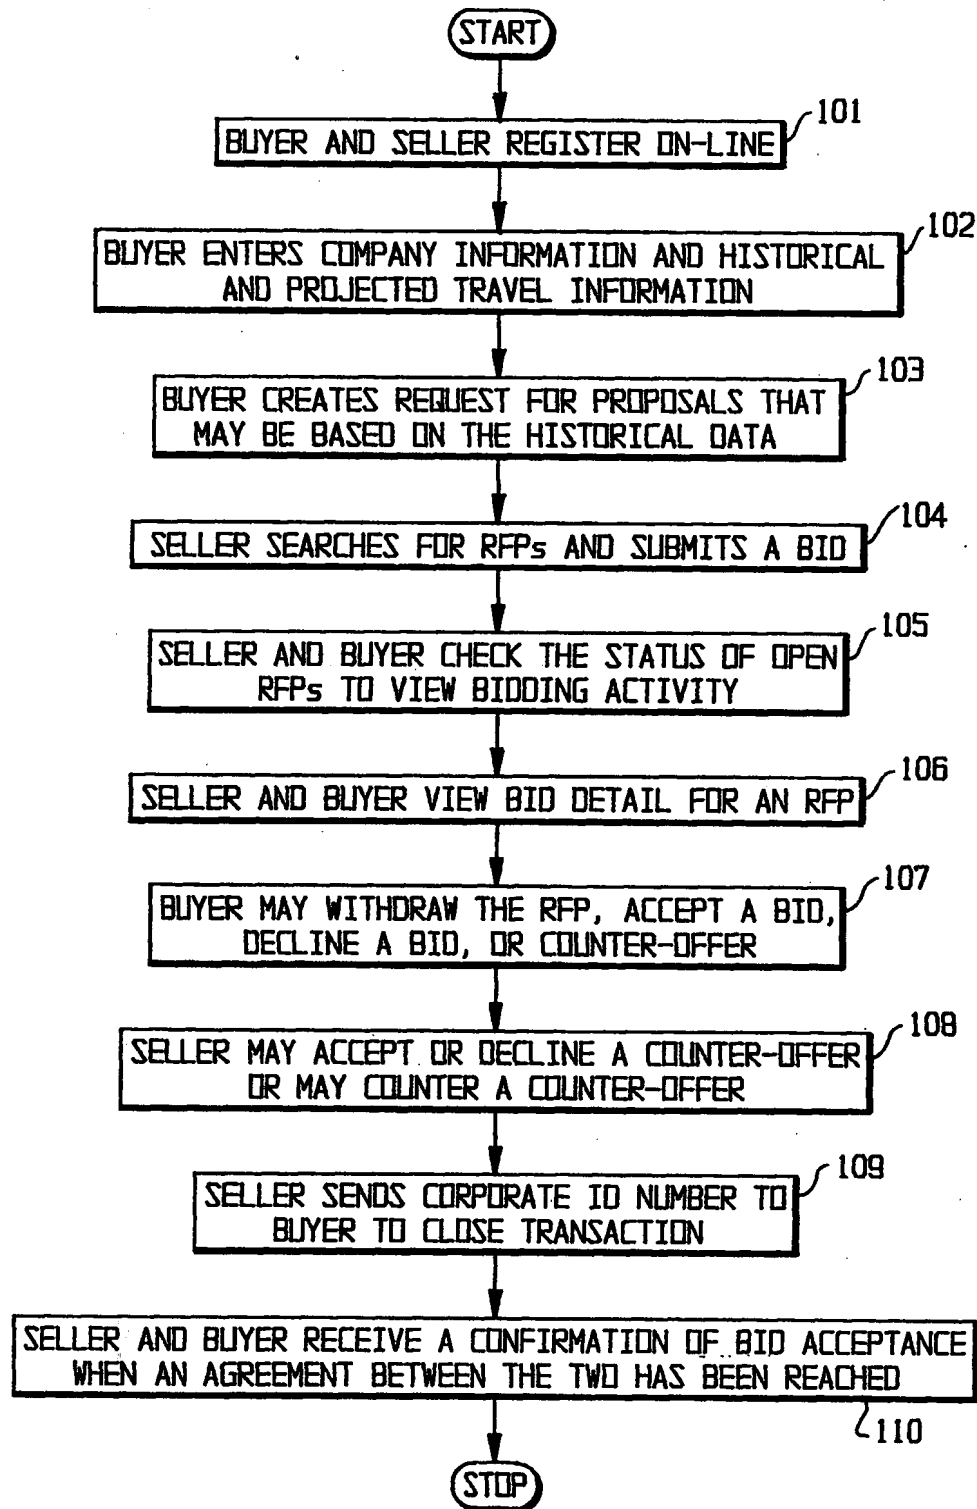 START
101
BUYER AND SELLER REGISTER ON-LINE
102
BUYER ENTERS COMPANY INFORMATION AND HISTORICAL
AND PROJECTED TRAVEL INFORMATION
103
BUYER CREATES REQUEST FOR PROPOSALS THAT
MAY BE BASED ON THE HISTORICAL DATA
104
SELLER SEARCHES FOR RFPs AND SUBMITS A BID
105
SELLER AND BUYER CHECK THE STATUS OF OPEN
RFPs TO VIEW BIDDING ACTIVITY
106
SELLER AND BUYER VIEW BID DETAIL FOR AN RFP
107
BUYER MAY WITHDRAW THE RFP, ACCEPT A BID,
DECLINE A BID, OR COUNTER-OFFER
108
SELLER MAY ACCEPT OR DECLINE A COUNTER-OFFER
OR MAY COUNTER A COUNTER-OFFER
109
SELLER SENDS CORPORATE ID NUMBER TO
BUYER TO CLOSE TRANSACTION
SELLER AND BUYER RECEIVE A CONFIRMATION OF BID ACCEPTANCE
WHEN AN AGREEMENT BETWEEN THE TWO HAS BEEN REACHED
110
STOP